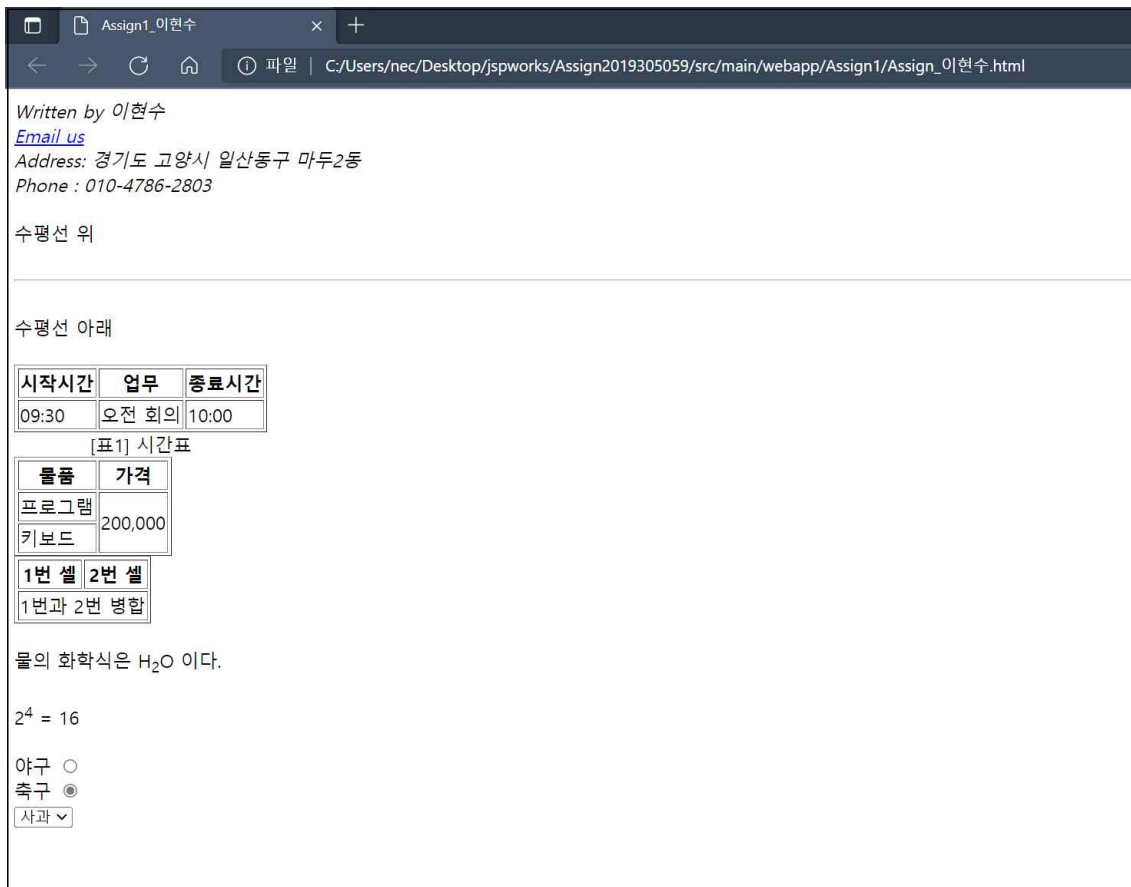 Assign1_이현수
파일 | C:/Users/nec/Desktop/jspworks/Assign2019305059/src/main/webapp/Assign1/Assign_이현수.html
Written by 이현수
Email us
Address: 경기도 고양시 일산동구 마두2동
Phone : 010-4786-2803
수평선 위
수평선 아래
시작시간 업무 종료시간
09:30 오전 회의 10:00
[표1] 시간표
물품 가격
프로그램 200,000
키보드
1번 셀 2번 셀
1번과 2번 병합
물의 화학식은 H₂O 이다.
2⁴ = 16
야구
축구
사과